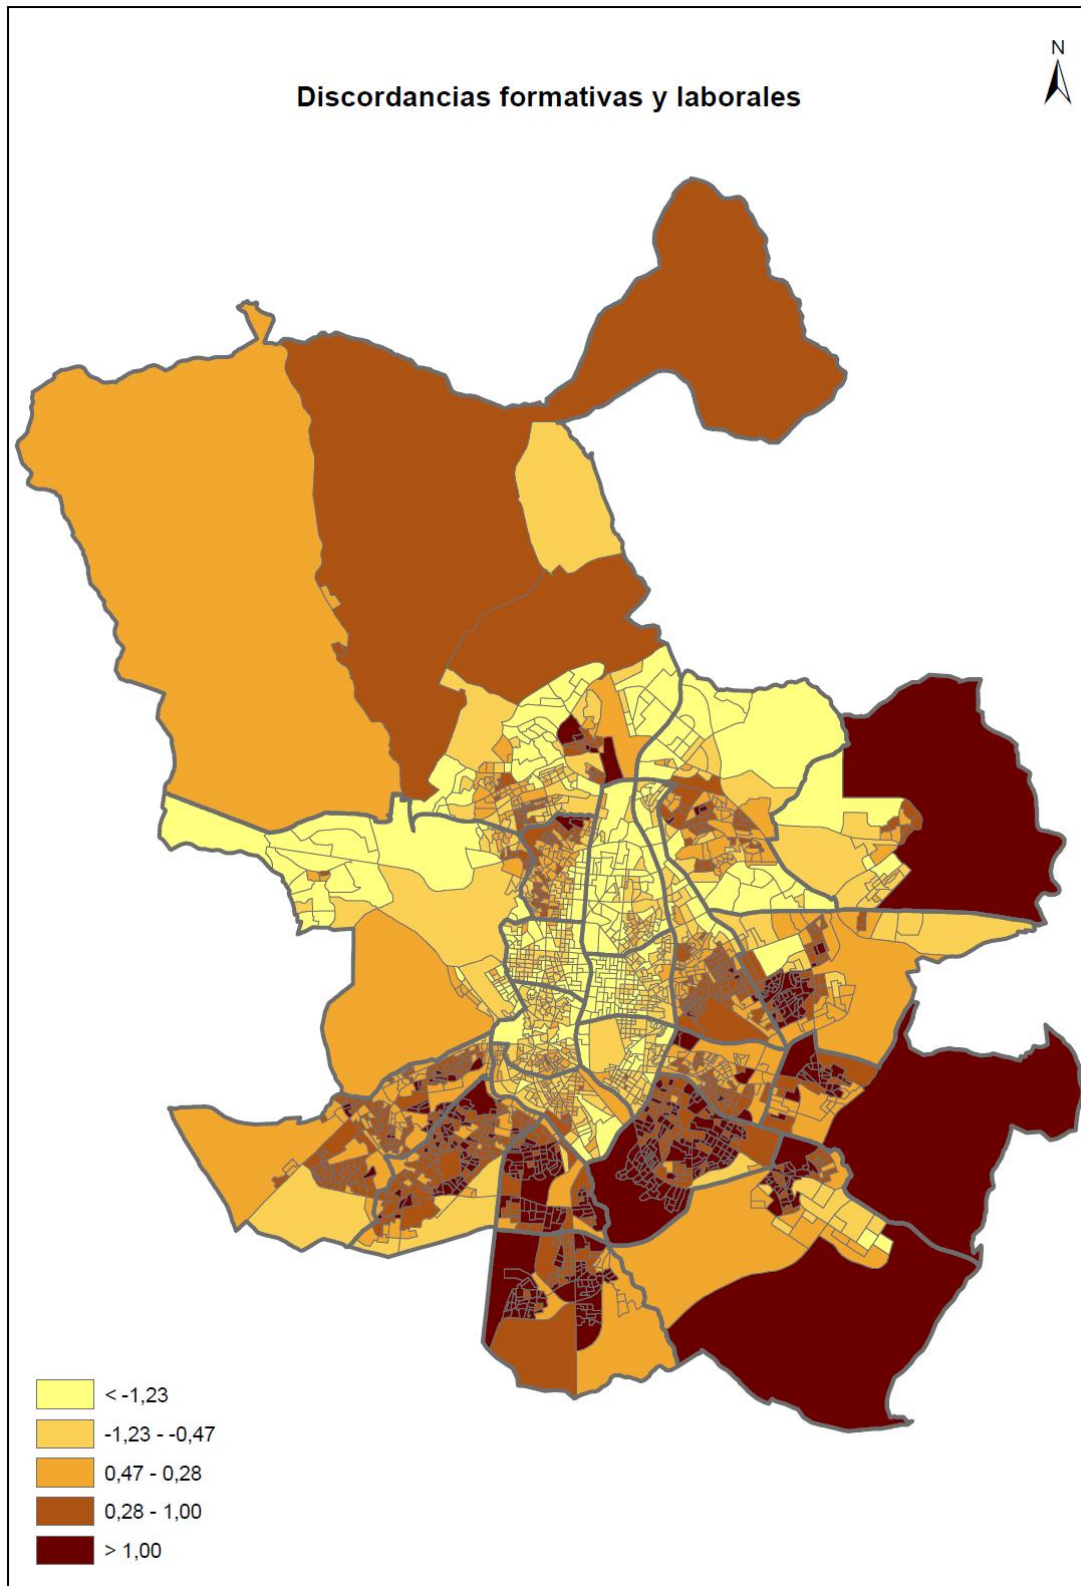 N
Discordancias formativas y laborales
< -1,23
-1,23 - -0,47
0,47 - 0,28
0,28 - 1,00
> 1,00